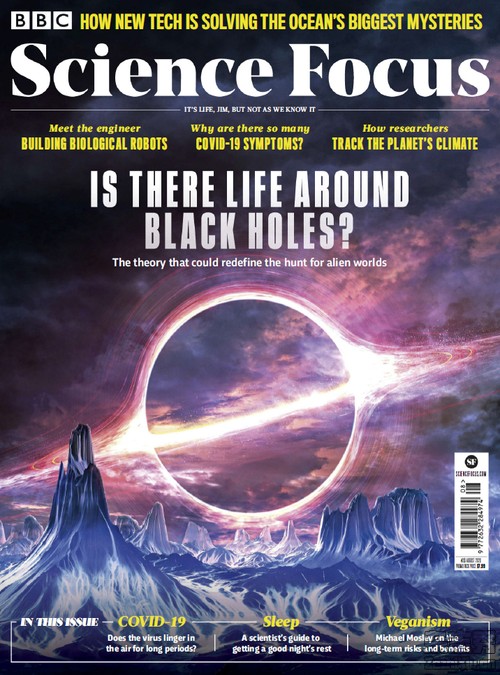 BBC HOW NEW TECH IS SOLVING THE OCEAN'S BIGGEST MYSTERIES
Science Focus
IT'S LIFE, JIM, BUT NOT AS WE KNOW IT
Meet the engineer
BUILDING BIOLOGICAL ROBOTS
Why are there so many
COVID-19 SYMPTOMS?
How researchers
TRACK THE PLANET'S CLIMATE
IS THERE LIFE AROUND
BLACK HOLES?
The theory that could redefine the hunt for alien worlds
SF
SCIENCEFOCUS.COM
08>
IN THIS ISSUE
COVID-19
Does the virus linger in
the air for long periods?
Sleep
A scientist's guide to
getting a good night's rest
Veganism
Michael Mosley on the
long-term risks and benefits